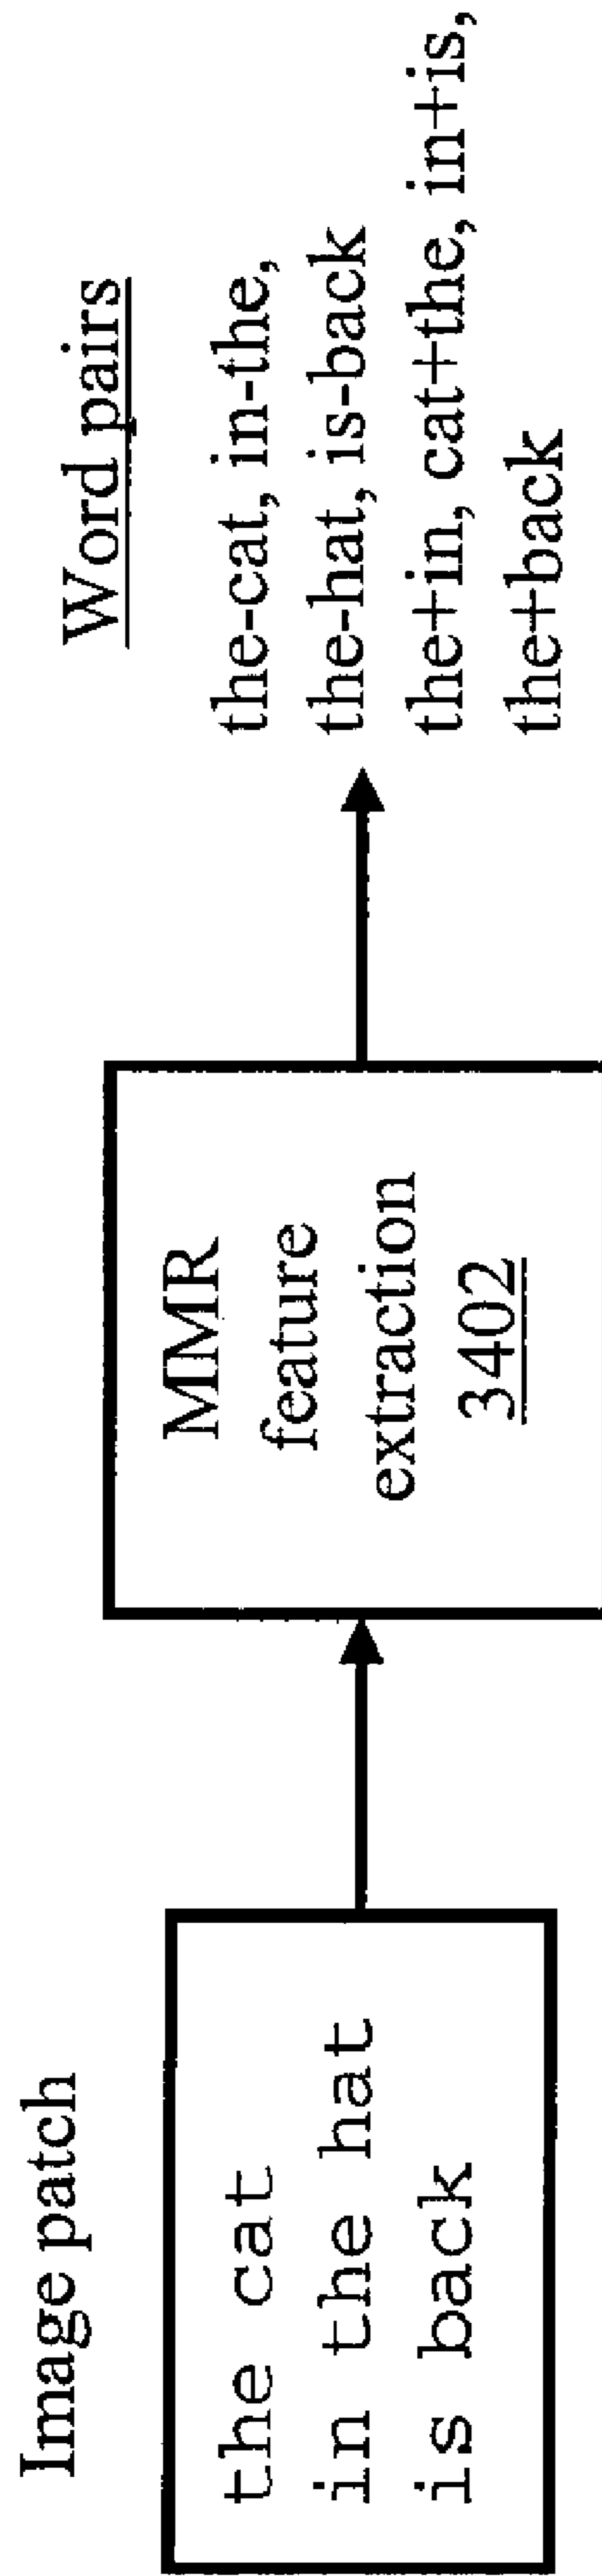 Image patch
the cat
in the hat
is back
MMR
feature
extraction
3402
Word pairs
the-cat, in-the,
the-hat, is-back
the+in, cat+the, in+is,
the+back